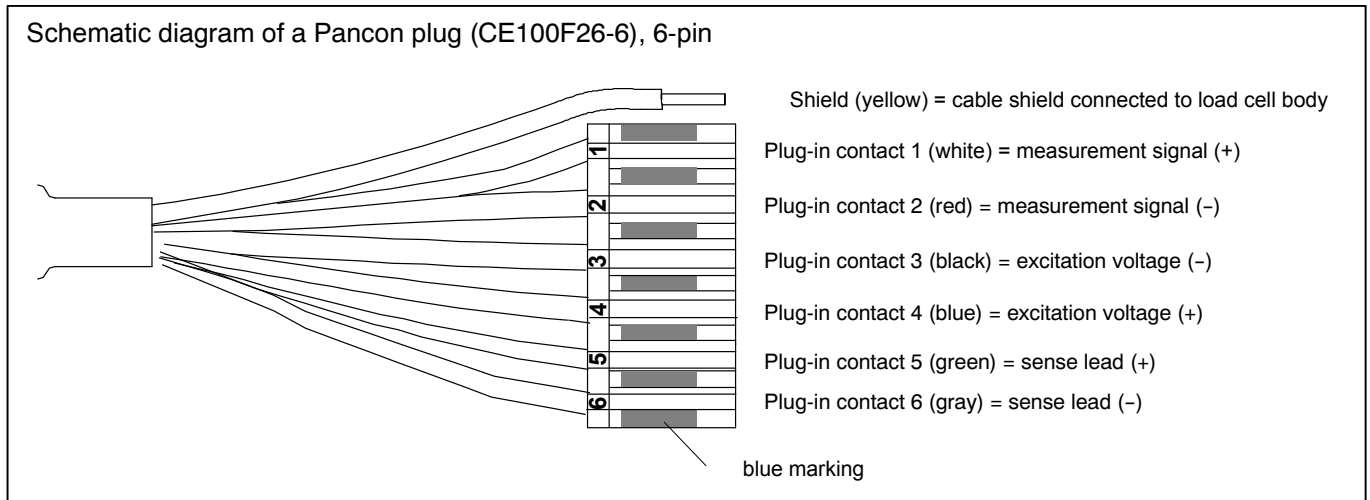 Schematic diagram of a Pancon plug (CE100F26-6), 6-pin
Shield (yellow) = cable shield connected to load cell body
1
Plug-in contact 1 (white) = measurement signal (+)
2
Plug-in contact 2 (red) = measurement signal (–)
3
Plug-in contact 3 (black) = excitation voltage (–)
4
Plug-in contact 4 (blue) = excitation voltage (+)
5
Plug-in contact 5 (green) = sense lead (+)
6
Plug-in contact 6 (gray) = sense lead (–)
blue marking